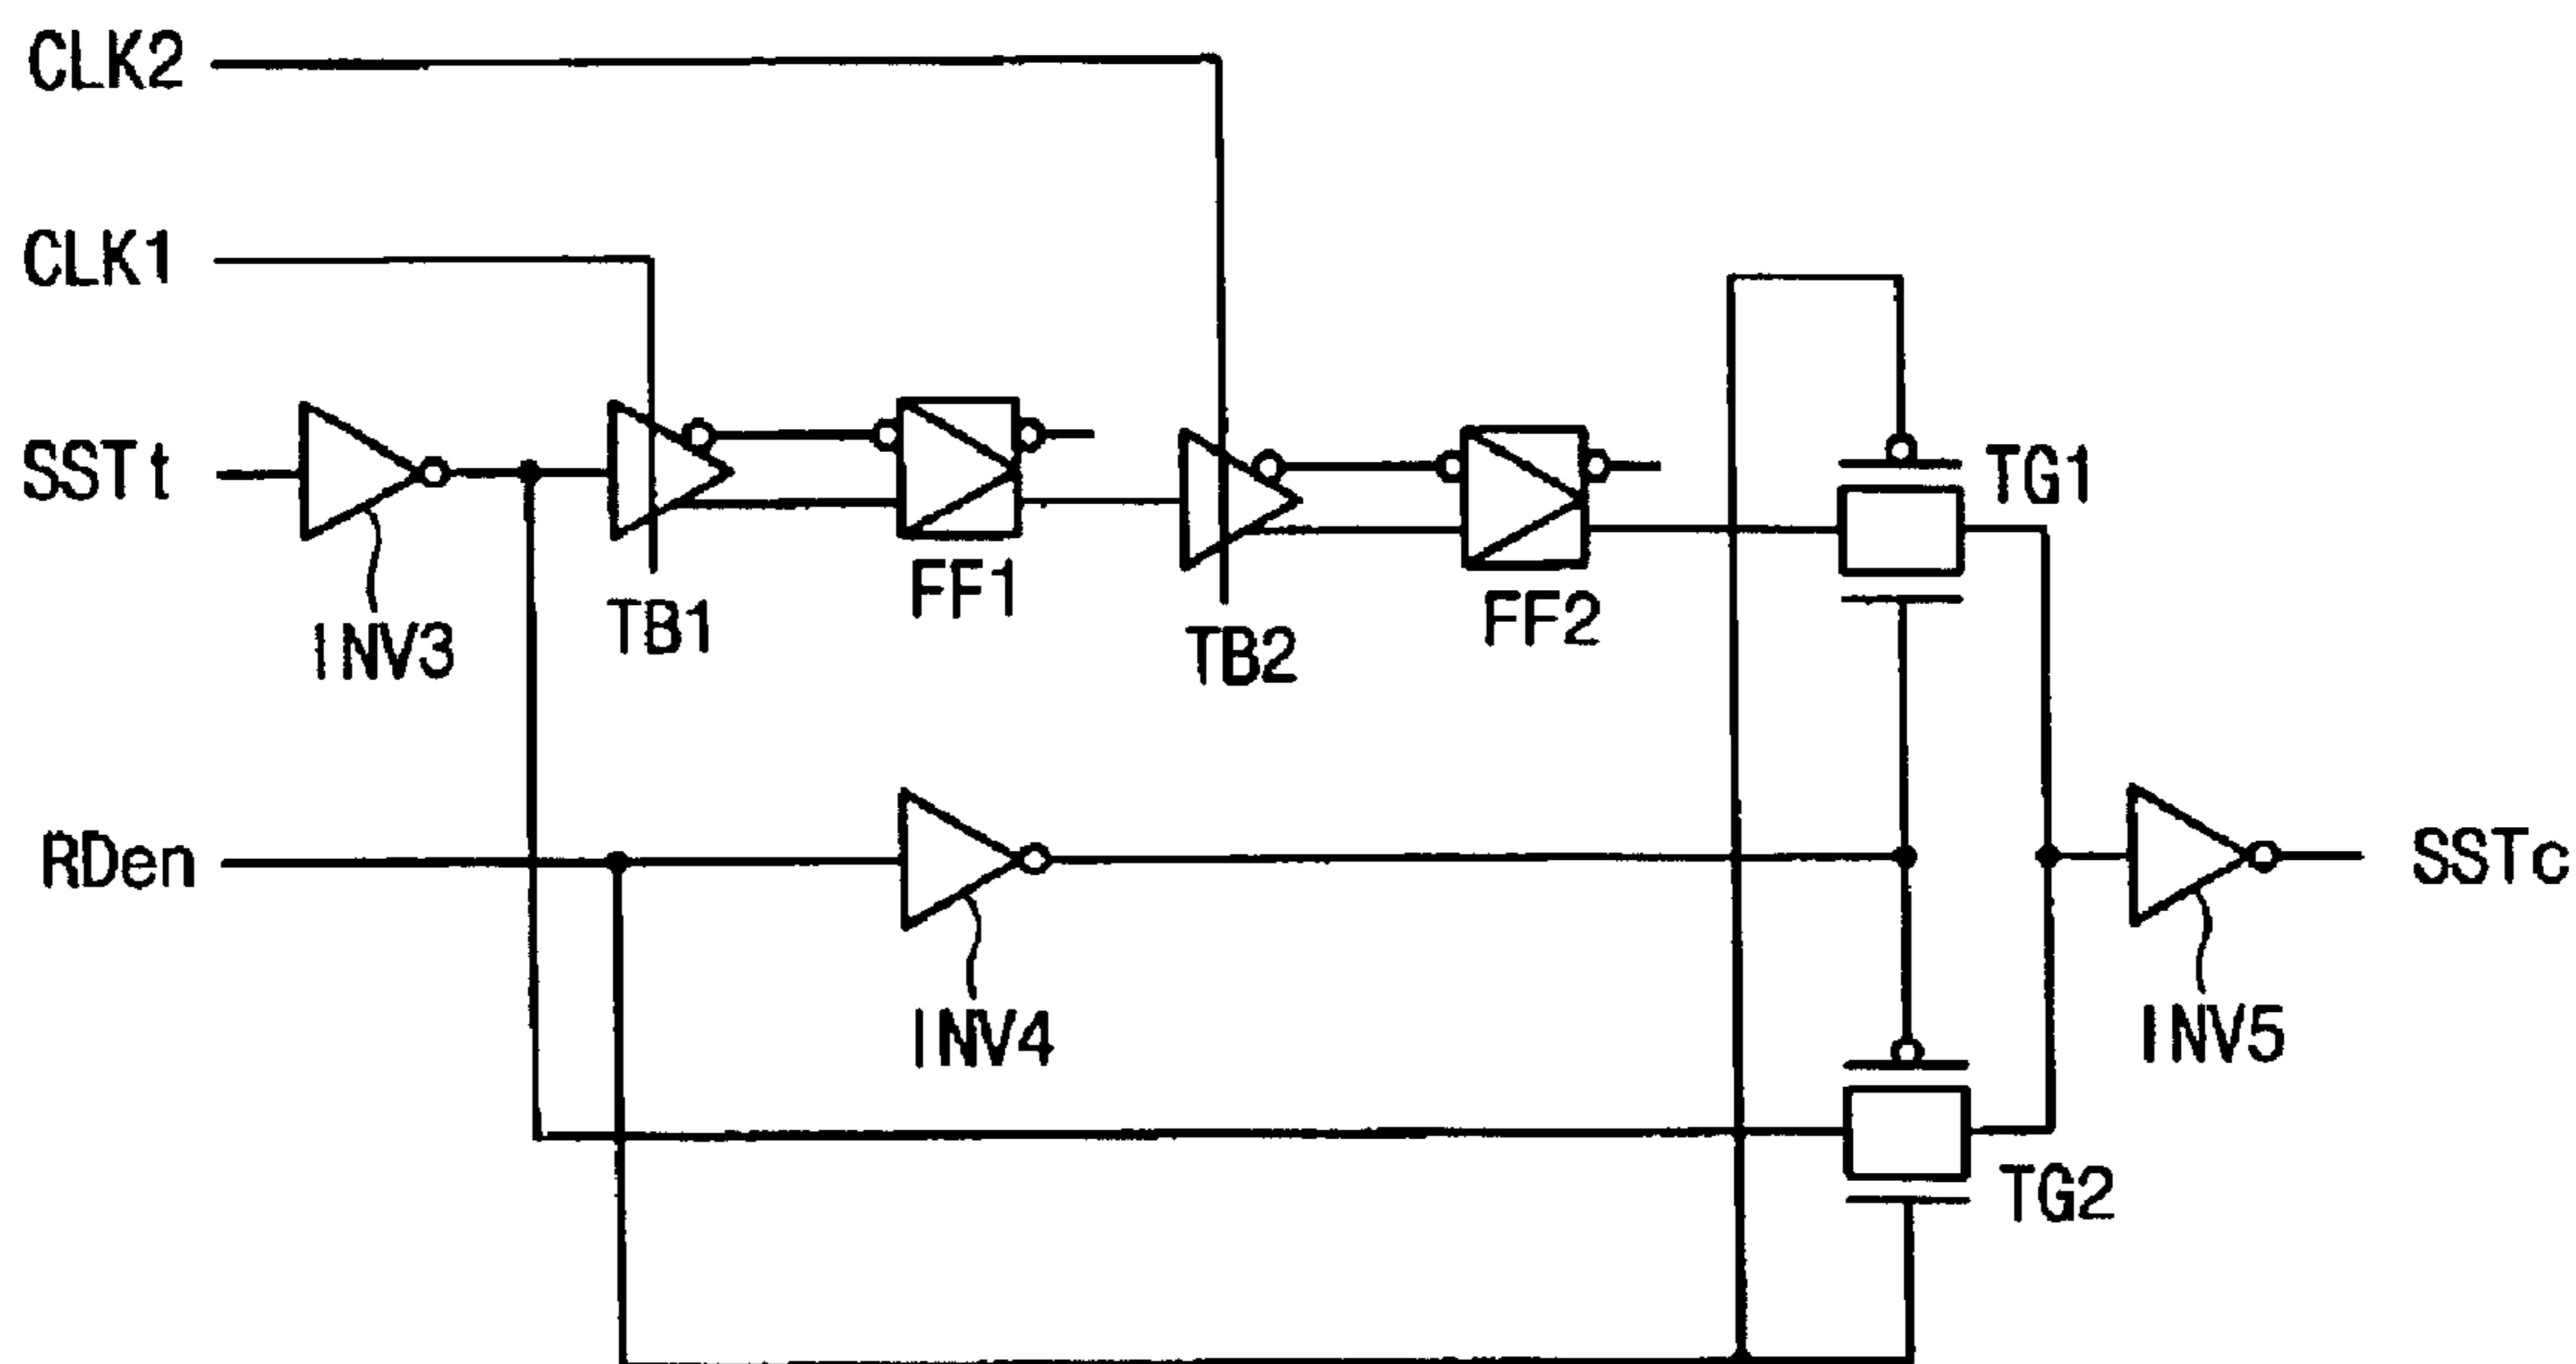 CLK2
CLK1
SSTt
INV3
TB1
FF1
TB2
FF2
TG1
RDen
INV4
INV5
SSTc
TG2